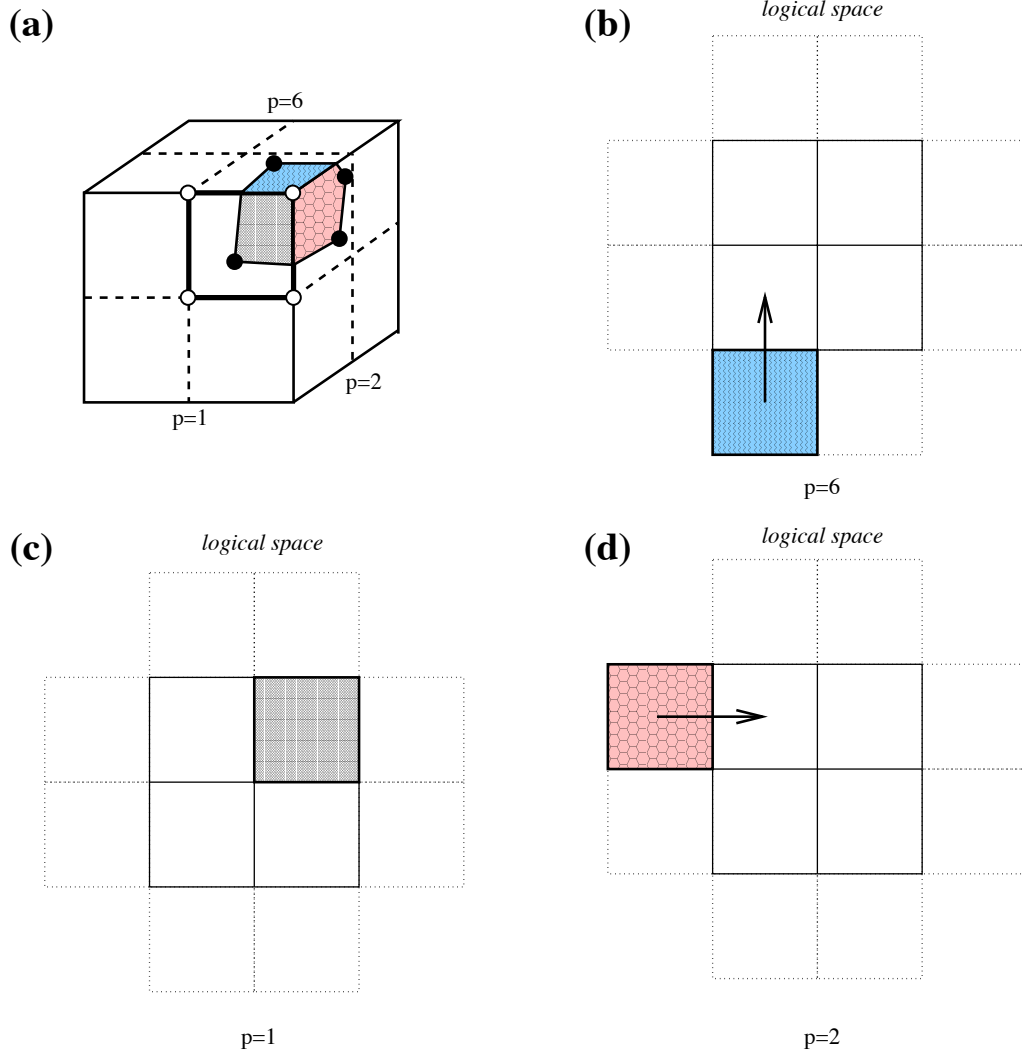 (a)
p=6
p=2
p=1
(b)
logical space
p=6
(c)
logical space
p=1
(d)
logical space
p=2